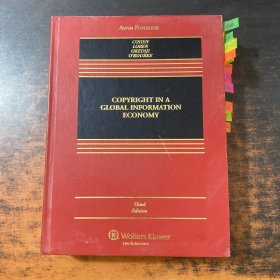 ASPEN PUBLISHERS
COHEN
LOREN
OKEDIJI
O'ROURKE
COPYRIGHT IN A
GLOBAL INFORMATION
ECONOMY
Third
Edition
Wolters Kluwer
Law & Business